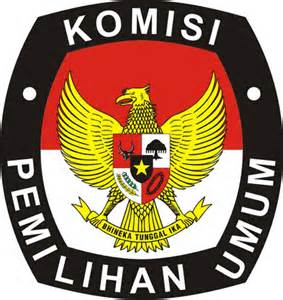 KOMISI
PEMILIHAN UMUM
BHINEKA TUNGGAL IKA